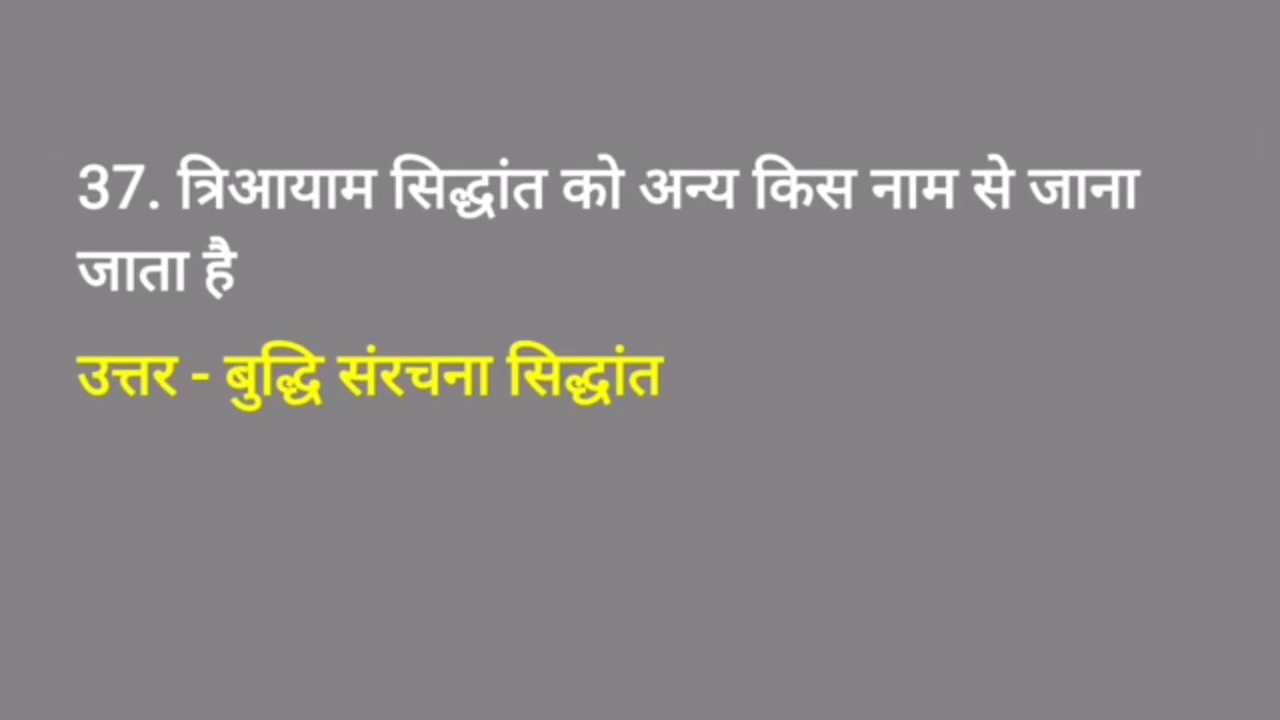 37. त्रिआयाम सिद्धांत को अन्य किस नाम से जाना
जाता है
उत्तर - बुद्धि संरचना सिद्धांत